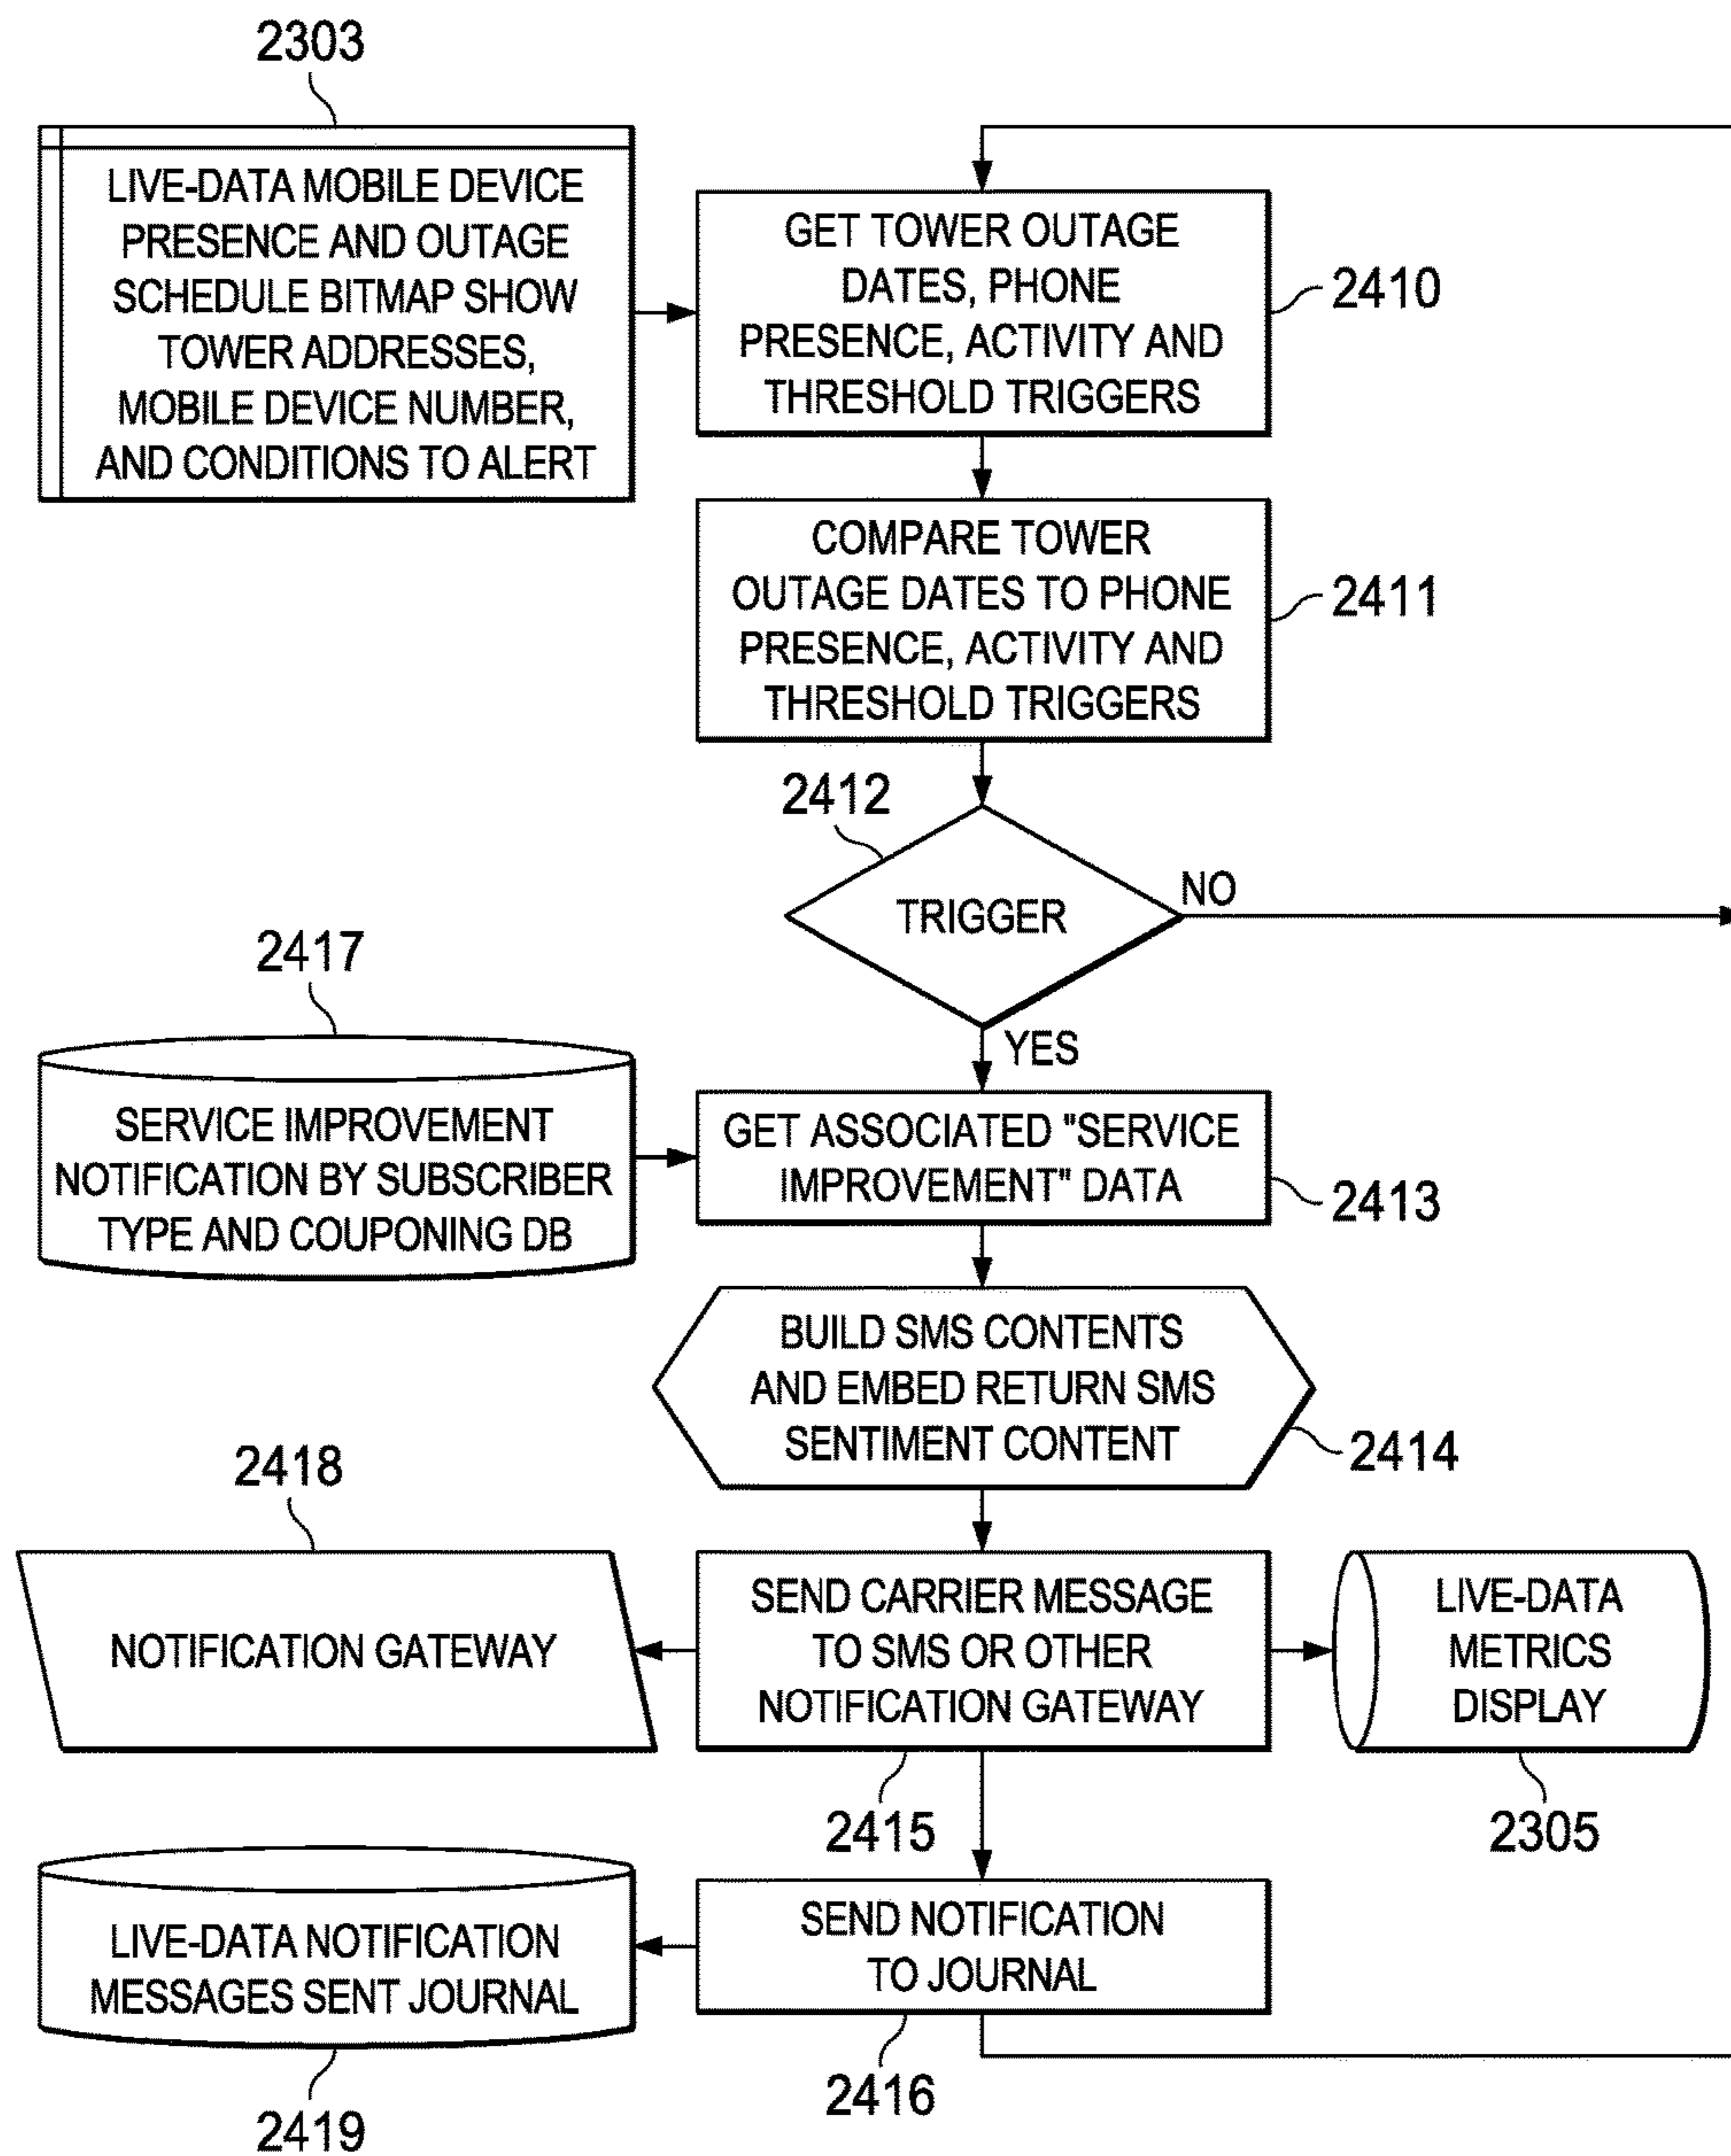 2303
LIVE-DATA MOBILE DEVICE
PRESENCE AND OUTAGE
SCHEDULE BITMAP SHOW
TOWER ADDRESSES,
MOBILE DEVICE NUMBER,
AND CONDITIONS TO ALERT
GET TOWER OUTAGE
DATES, PHONE
PRESENCE, ACTIVITY AND
THRESHOLD TRIGGERS
2410
COMPARE TOWER
OUTAGE DATES TO PHONE
PRESENCE, ACTIVITY AND
THRESHOLD TRIGGERS
2411
2412
TRIGGER
NO
YES
2417
SERVICE IMPROVEMENT
NOTIFICATION BY SUBSCRIBER
TYPE AND COUPONING DB
GET ASSOCIATED "SERVICE
IMPROVEMENT" DATA
2413
BUILD SMS CONTENTS
AND EMBED RETURN SMS
SENTIMENT CONTENT
2414
2418
NOTIFICATION GATEWAY
SEND CARRIER MESSAGE
TO SMS OR OTHER
NOTIFICATION GATEWAY
2415
LIVE-DATA
METRICS
DISPLAY
2305
LIVE-DATA NOTIFICATION
MESSAGES SENT JOURNAL
2419
SEND NOTIFICATION
TO JOURNAL
2416